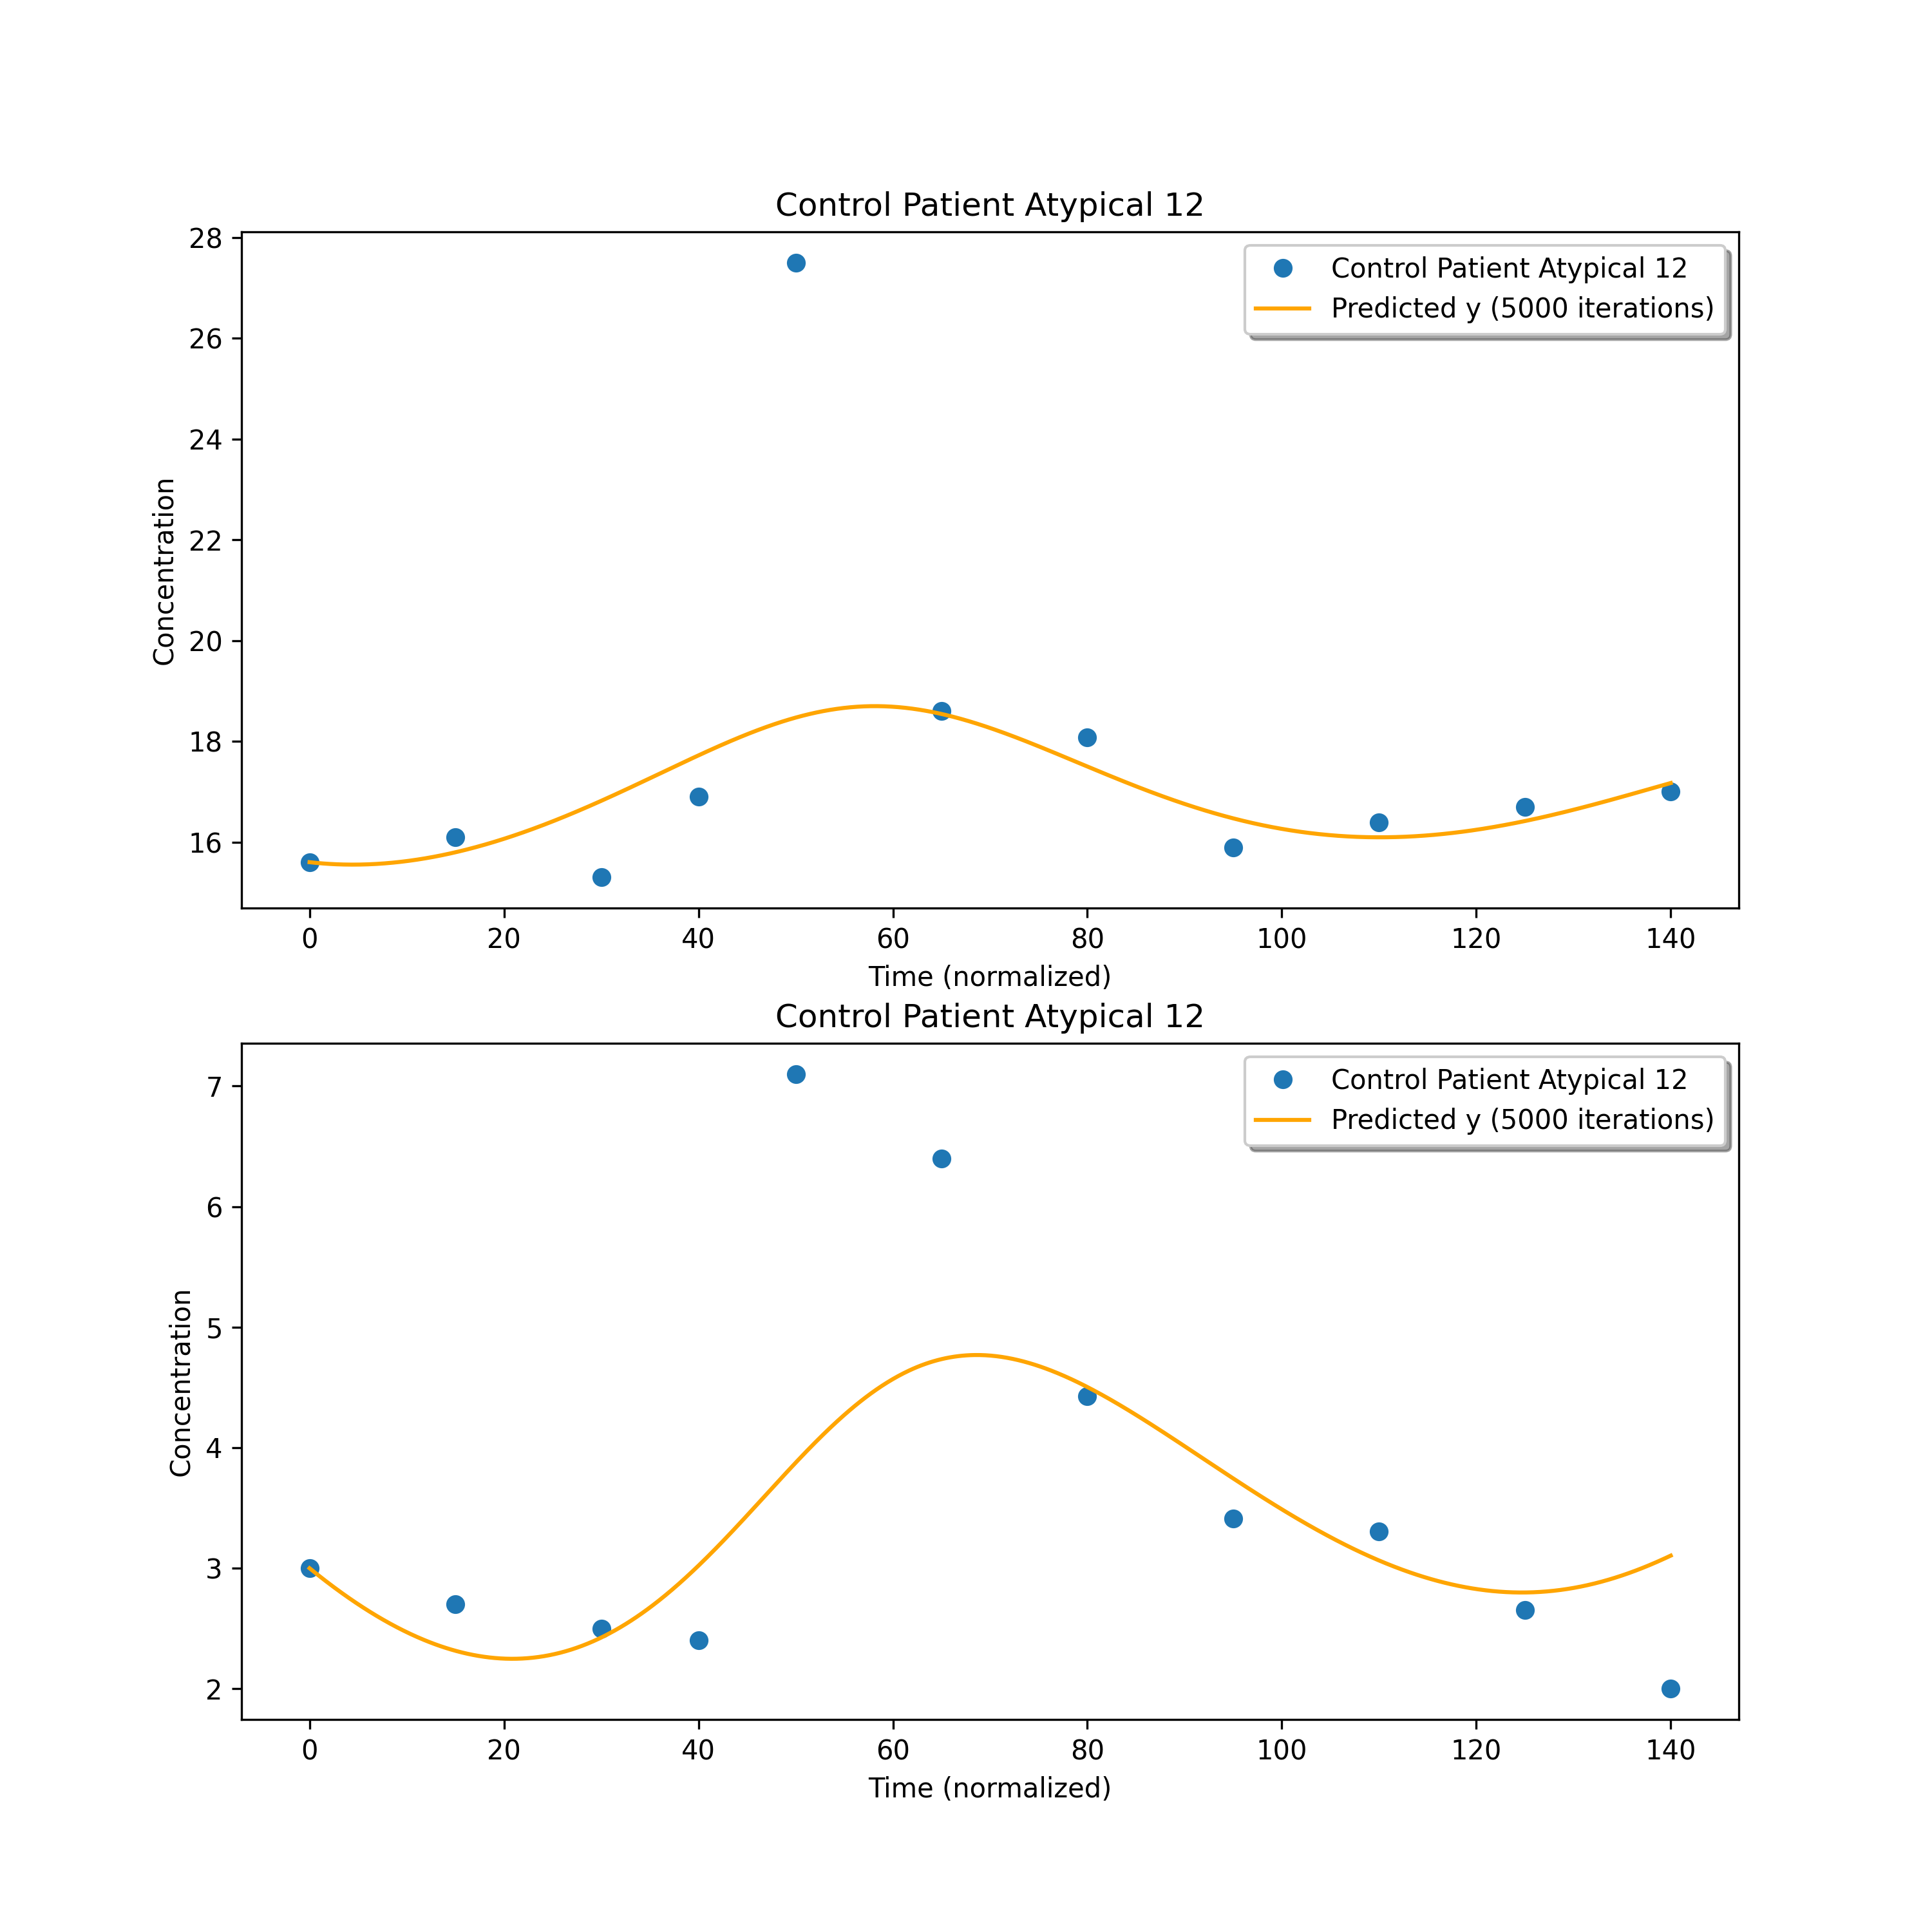 Control Patient Atypical 12
Control Patient Atypical 12
Predicted y (5000 iterations)
28
26
24
22
20
18
16
Concentration
0 20 40 60 80 100 120 140
Time (normalized)
Control Patient Atypical 12
Control Patient Atypical 12
Predicted y (5000 iterations)
7
6
5
4
3
2
Concentration
0 20 40 60 80 100 120 140
Time (normalized)